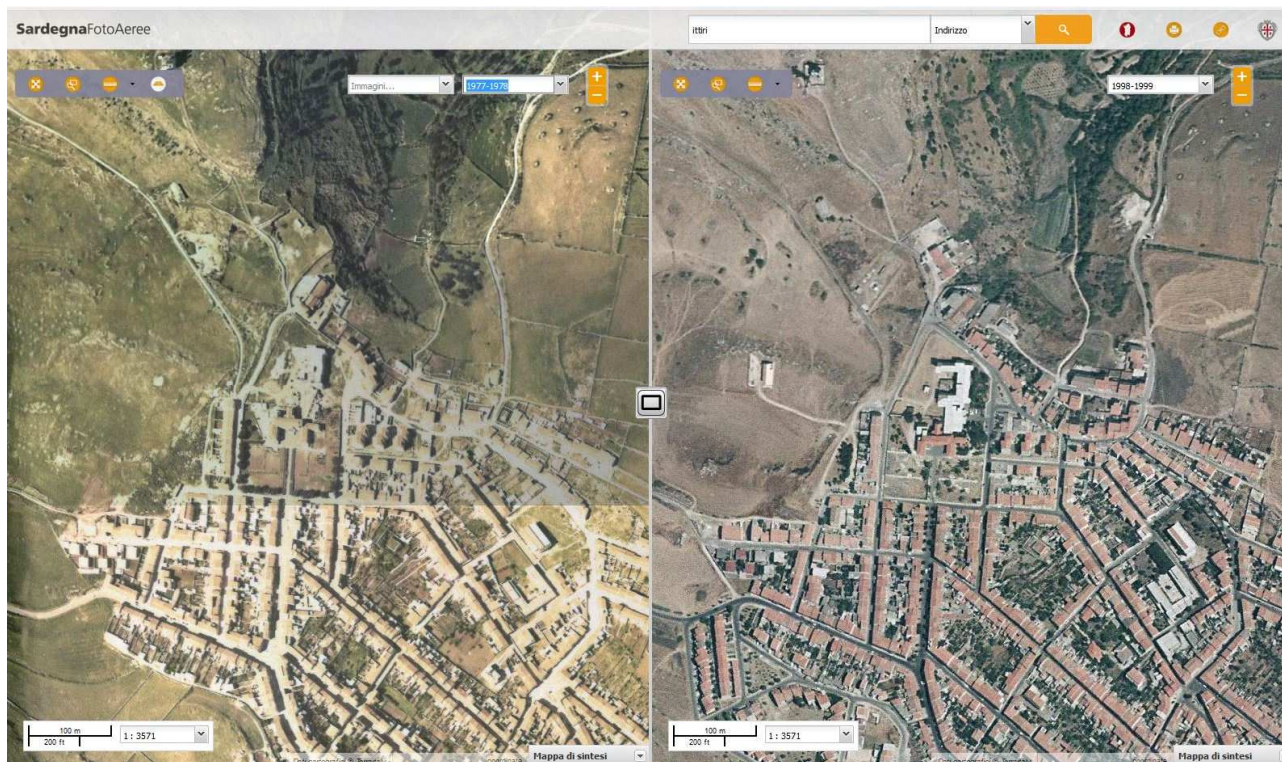 SardegnaFotoAeree
ittiri
Indirizzo
Immagini...
1977-1978
+
−
1998-1999
+
−
100 m
200 ft
1 : 3571
Mappa di sintesi
100 m
200 ft
1 : 3571
Mappa di sintesi